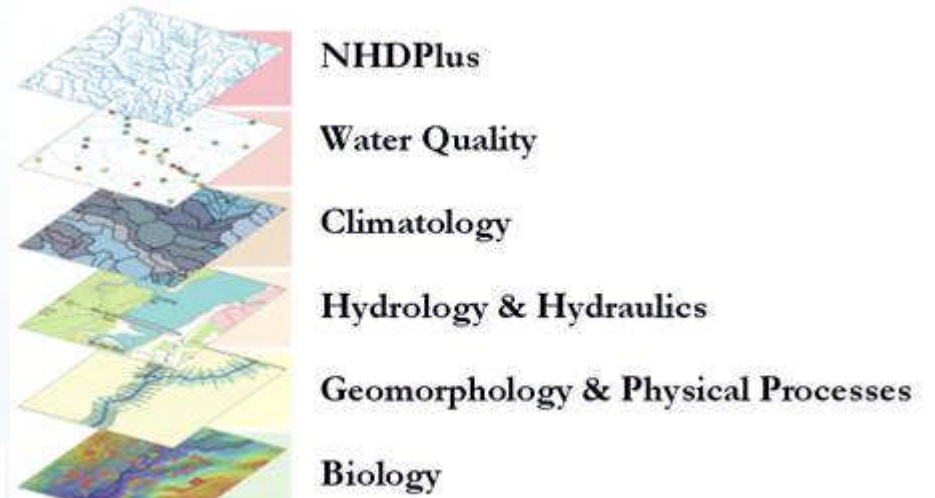 NHDPlus
Water Quality
Climatology
Hydrology & Hydraulics
Geomorphology & Physical Processes
Biology